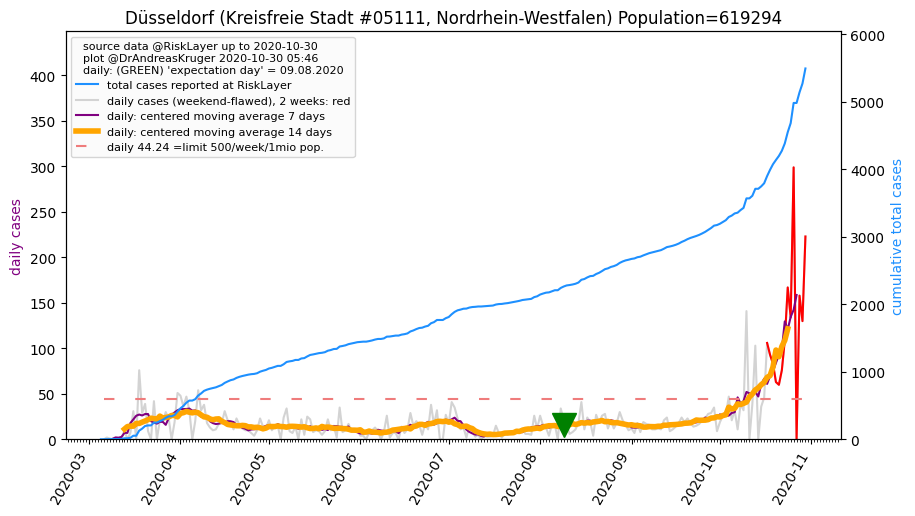 Düsseldorf (Kreisfreie Stadt #05111, Nordrhein-Westfalen) Population=619294
source data @RiskLayer up to 2020-10-30
plot @DrAndreasKruger 2020-10-30 05:46
daily: (GREEN) 'expectation day' = 09.08.2020
total cases reported at RiskLayer
daily cases (weekend-flawed), 2 weeks: red
daily: centered moving average 7 days
daily: centered moving average 14 days
daily 44.24 =limit 500/week/1mio pop.
daily cases
400
350
300
250
200
150
100
50
0
cumulative total cases
6000
5000
4000
3000
2000
1000
0
2020-03
2020-04
2020-05
2020-06
2020-07
2020-08
2020-09
2020-10
2020-11